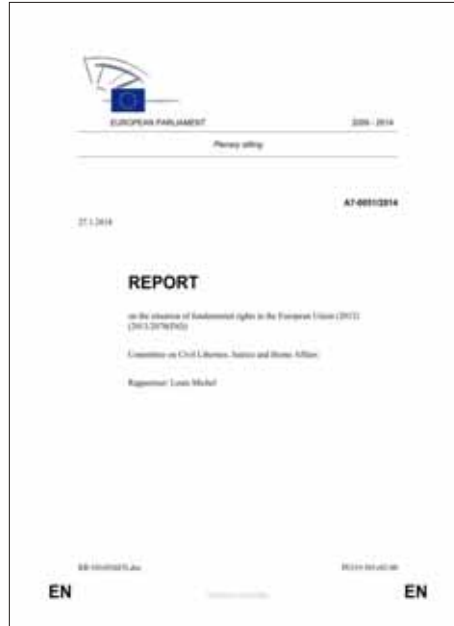 EUROPEAN PARLIAMENT 2009 - 2014
Plenary sitting
A7-0051/2014
27.1.2014
REPORT
on the situation of fundamental rights in the European Union (2012)
(2013/2078(INI))
Committee on Civil Liberties, Justice and Home Affairs
Rapporteur: Louis Michel
EN EN